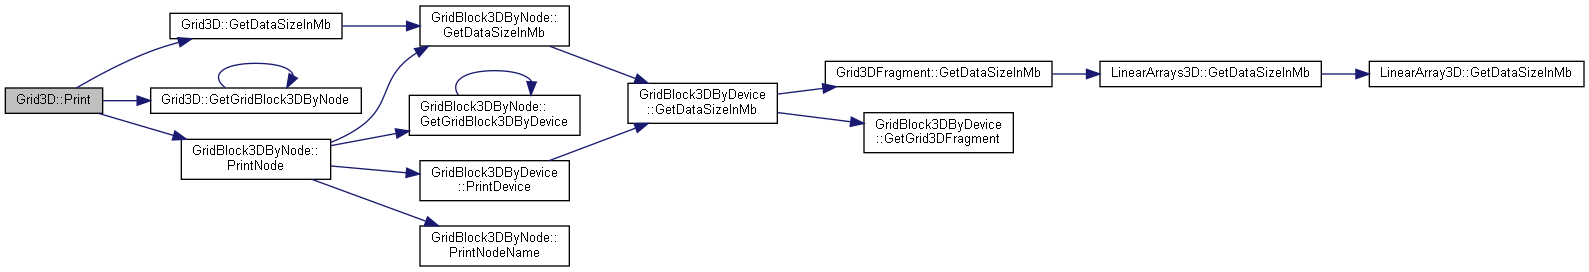 Grid3D::Print
Grid3D::GetDataSizeInMb
Grid3D::GetGridBlock3DByNode
GridBlock3DByNode::
PrintNode
GridBlock3DByNode::
GetDataSizeInMb
GridBlock3DByNode::
GetGridBlock3DByDevice
GridBlock3DByDevice
::PrintDevice
GridBlock3DByNode::
PrintNodeName
GridBlock3DByDevice
::GetDataSizeInMb
Grid3DFragment::GetDataSizeInMb
GridBlock3DByDevice
::GetGrid3DFragment
LinearArrays3D::GetDataSizeInMb
LinearArray3D::GetDataSizeInMb